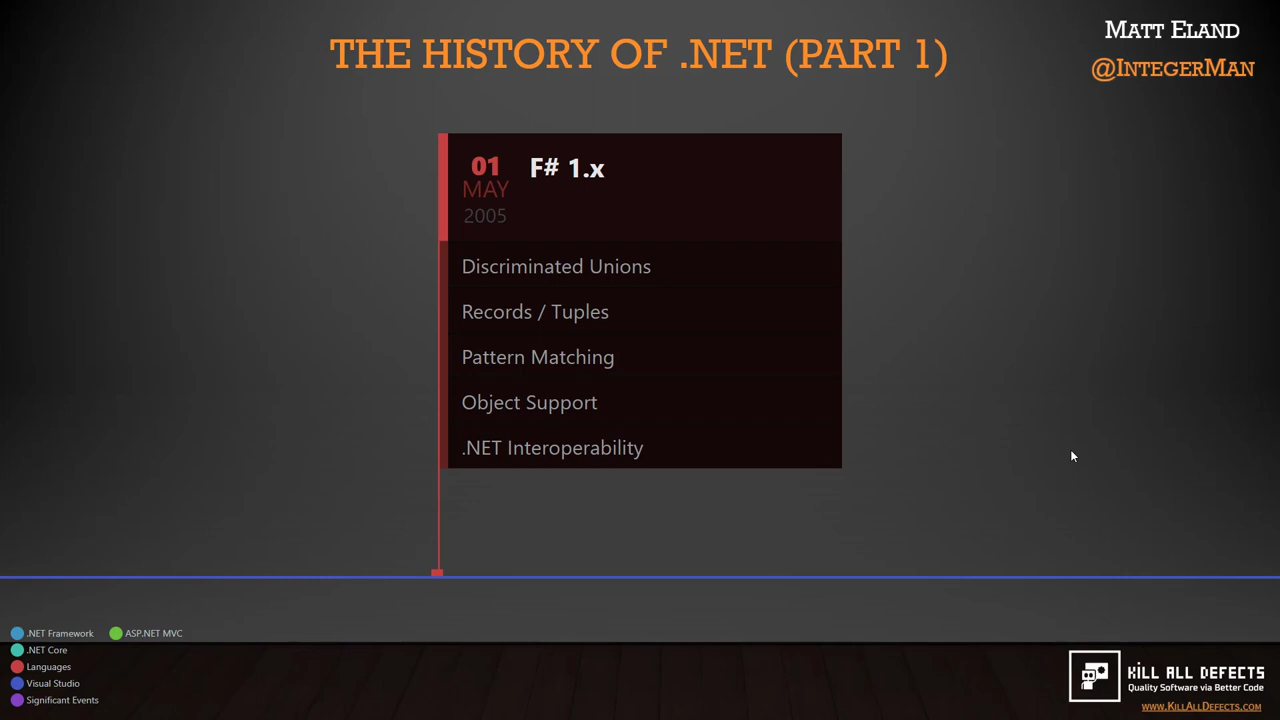 MATT ELAND
THE HISTORY OF .NET (PART 1)
@INTEGERMAN
01
MAY
2005
F# 1.x
Discriminated Unions
Records / Tuples
Pattern Matching
Object Support
.NET Interoperability
.NET Framework
ASP.NET MVC
.NET Core
Languages
Visual Studio
Significant Events
KILL ALL DEFECTS
Quality Software via Better Code
WWW.KILLALLDEFECTS.COM